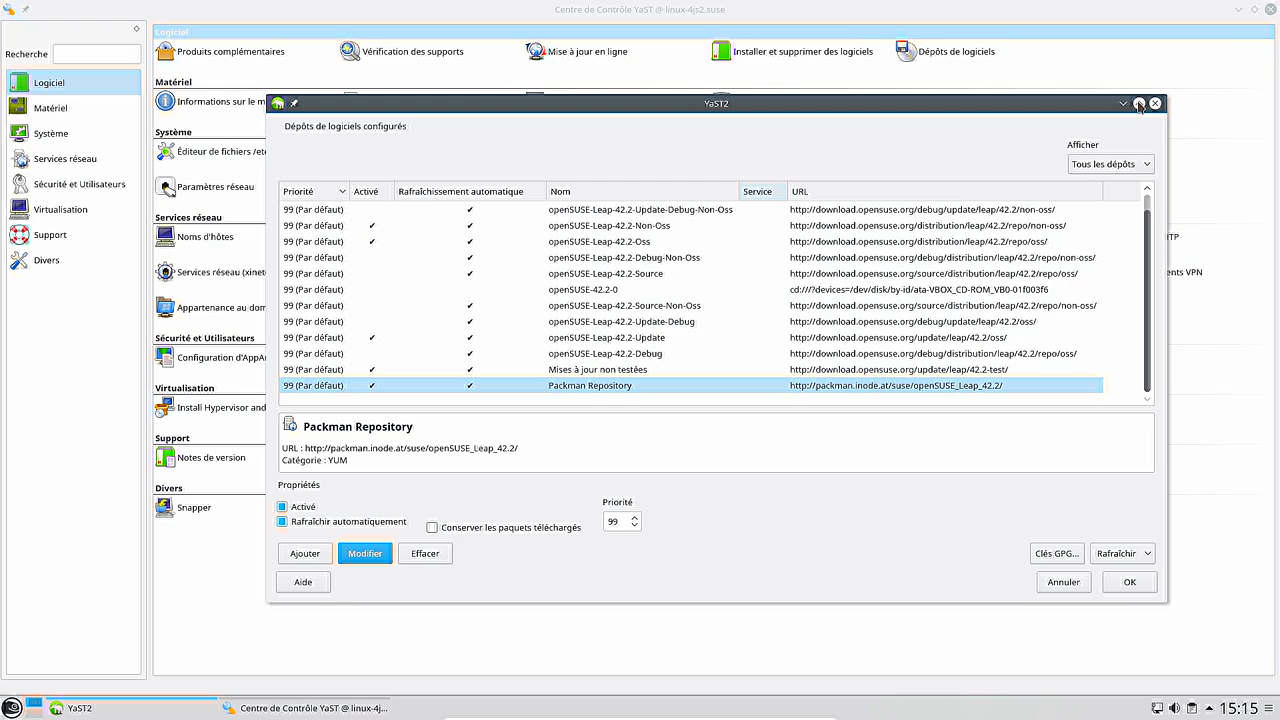 Centre de Contrôle YaST @ linux-4js2.suse
Recherche
Logiciel
Matériel
Système
Services réseau
Sécurité et Utilisateurs
Virtualisation
Support
Divers
Logiciel
Produits complémentaires
Vérification des supports
Mise à jour en ligne
Installer et supprimer des logiciels
Dépôts de logiciels
Matériel
Informations sur le m
Système
Éditeur de fichiers /etc
Paramètres réseau
Services réseau
Noms d'hôtes
TP
Services réseau (xinet
ents VPN
Appartenance au dom
Sécurité et Utilisateurs
Configuration d'AppAr
Virtualisation
Install Hypervisor and
Support
Notes de version
Divers
Snapper
YaST2
Dépôts de logiciels configurés
Afficher
Tous les dépôts
Priorité Activé Rafraîchissement automatique Nom Service URL
99 (Par défaut) ✔ openSUSE-Leap-42.2-Update-Debug-Non-Oss http://download.opensuse.org/debug/update/leap/42.2/non-oss/
99 (Par défaut) ✔ ✔ openSUSE-Leap-42.2-Non-Oss http://download.opensuse.org/distribution/leap/42.2/repo/non-oss/
99 (Par défaut) ✔ ✔ openSUSE-Leap-42.2-Oss http://download.opensuse.org/distribution/leap/42.2/repo/oss/
99 (Par défaut) ✔ openSUSE-Leap-42.2-Debug-Non-Oss http://download.opensuse.org/debug/distribution/leap/42.2/repo/non-oss/
99 (Par défaut) ✔ openSUSE-Leap-42.2-Source http://download.opensuse.org/source/distribution/leap/42.2/repo/oss/
99 (Par défaut) openSUSE-42.2-0 cd:///?devices=/dev/disk/by-id/ata-VBOX_CD-ROM_VB0-01f003f6
99 (Par défaut) ✔ openSUSE-Leap-42.2-Source-Non-Oss http://download.opensuse.org/source/distribution/leap/42.2/repo/non-oss/
99 (Par défaut) ✔ openSUSE-Leap-42.2-Update-Debug http://download.opensuse.org/debug/update/leap/42.2/oss/
99 (Par défaut) ✔ ✔ openSUSE-Leap-42.2-Update http://download.opensuse.org/update/leap/42.2/oss/
99 (Par défaut) ✔ openSUSE-Leap-42.2-Debug http://download.opensuse.org/debug/distribution/leap/42.2/repo/oss/
99 (Par défaut) ✔ ✔ Mises à jour non testées http://download.opensuse.org/update/leap/42.2-test/
99 (Par défaut) ✔ ✔ Packman Repository http://packman.inode.at/suse/openSUSE_Leap_42.2/
Packman Repository
URL : http://packman.inode.at/suse/openSUSE_Leap_42.2/
Catégorie : YUM
Propriétés
Activé
Rafraîchir automatiquement
Conserver les paquets téléchargés
Priorité
99
Ajouter Modifier Effacer Clés GPG... Rafraîchir
Aide Annuler OK
YaST2
Centre de Contrôle YaST @ linux-4j...
15:15